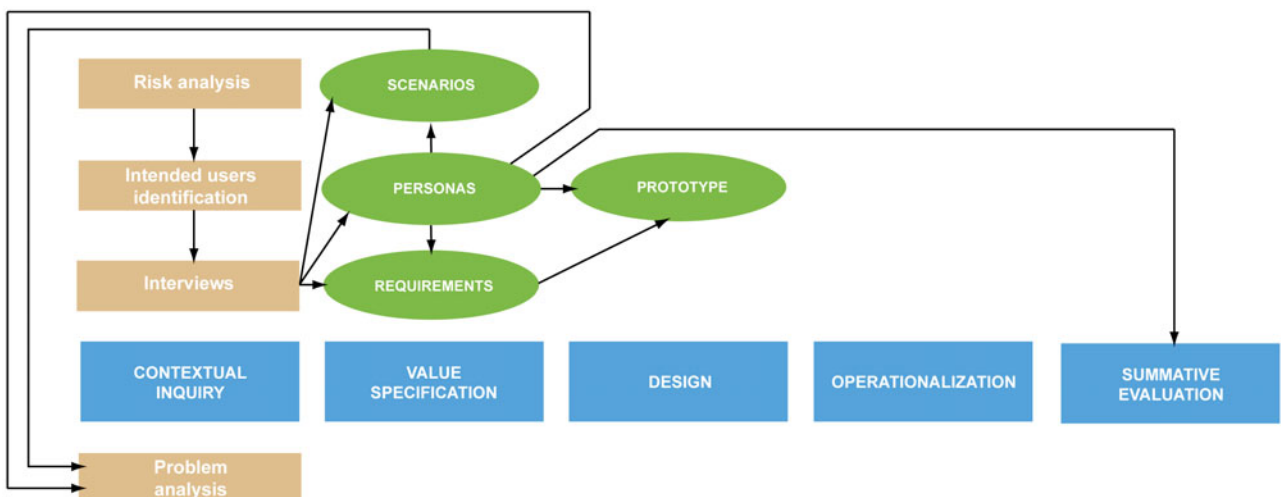 Risk analysis
SCENARIOS
Intended users
identification
PERSONAS
PROTOTYPE
Interviews
REQUIREMENTS
CONTEXTUAL
INQUIRY
VALUE
SPECIFICATION
DESIGN
OPERATIONALIZATION
SUMMATIVE
EVALUATION
Problem
analysis